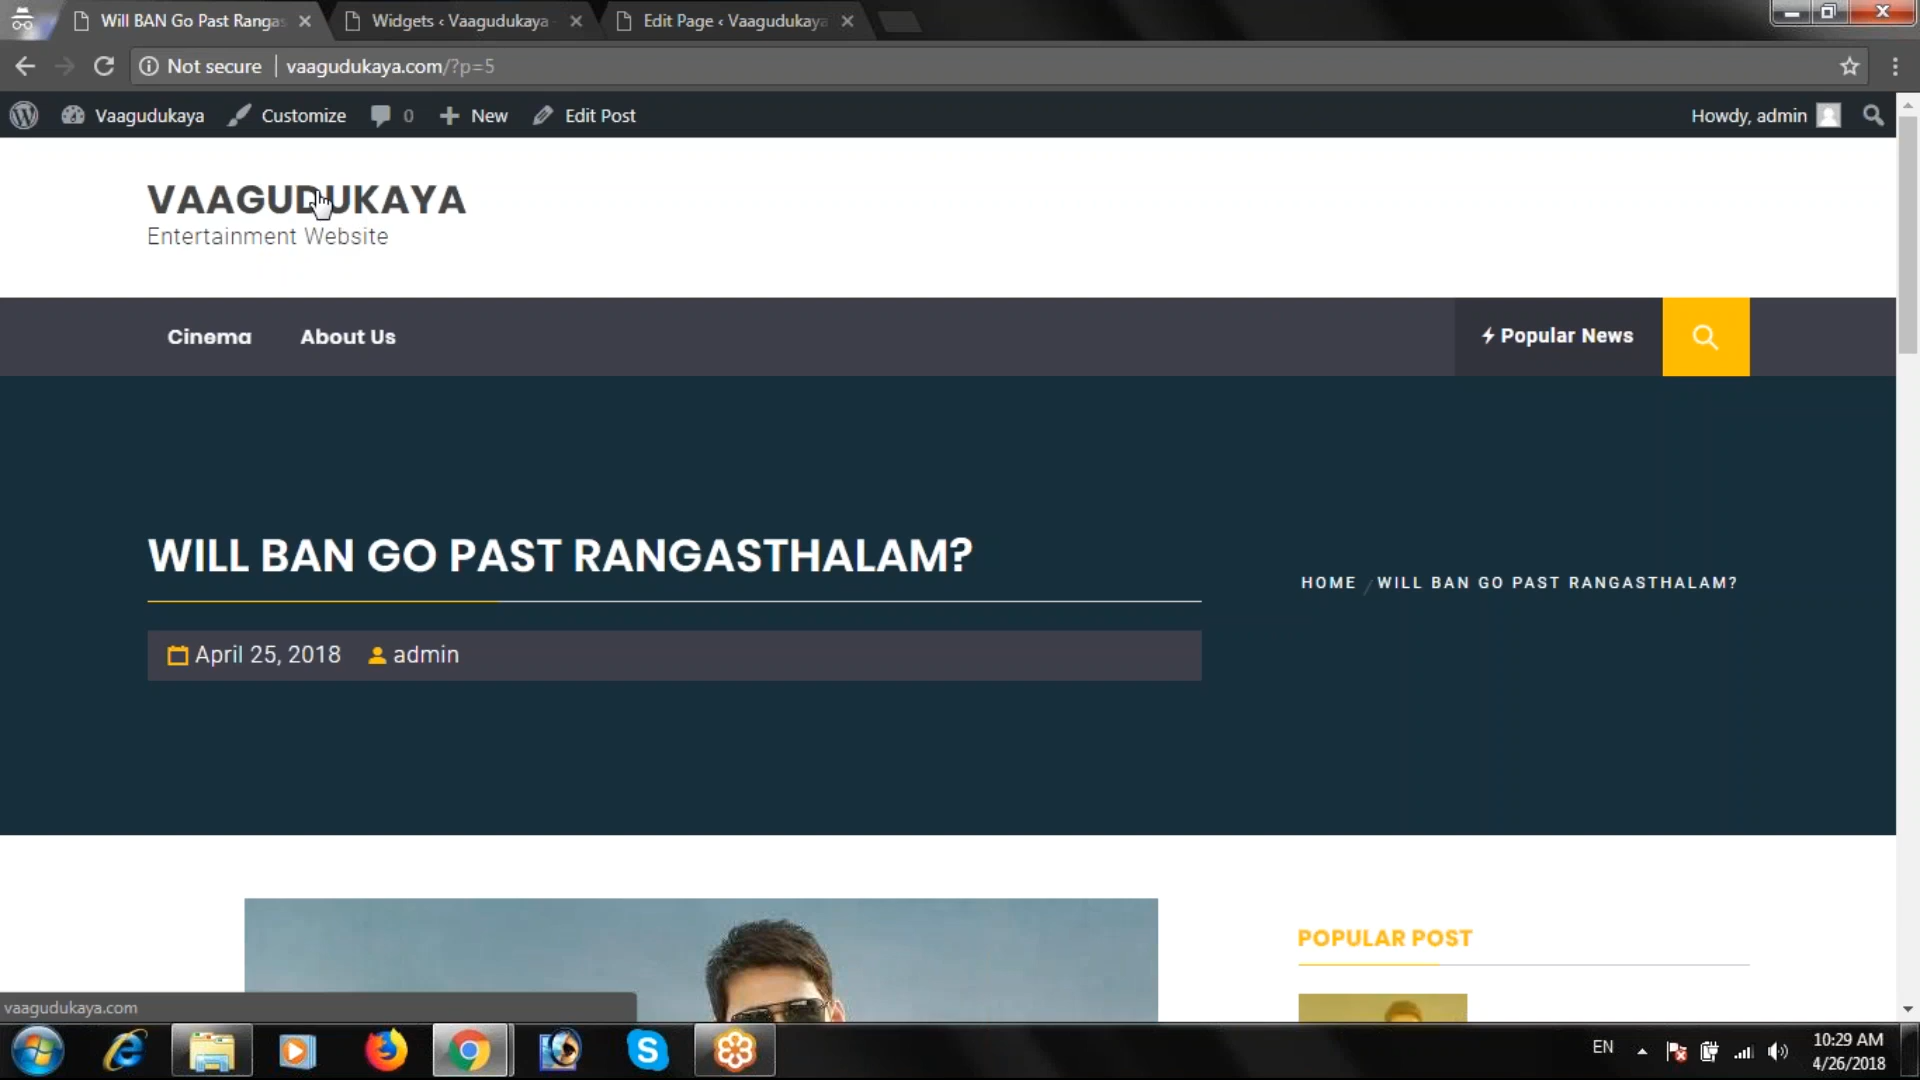 Will BAN Go Past Ranga
Widgets ‹ Vaagudukaya
Edit Page ‹ Vaagudukaya
Not secure
vaagudukaya.com/?p=5
Vaagudukaya
Customize
0
New
Edit Post
Howdy, admin
VAAGUDUKAYA
Entertainment Website
Cinema
About Us
Popular News
WILL BAN GO PAST RANGASTHALAM?
HOME / WILL BAN GO PAST RANGASTHALAM?
April 25, 2018
admin
POPULAR POST
vaagudukaya.com
EN
10:29 AM
4/26/2018